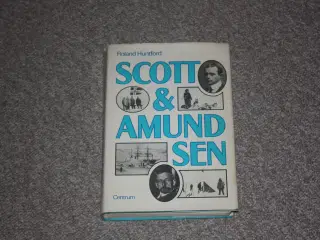 Roland Huntford
SCOTT
&
AMUND
SEN
Centrum